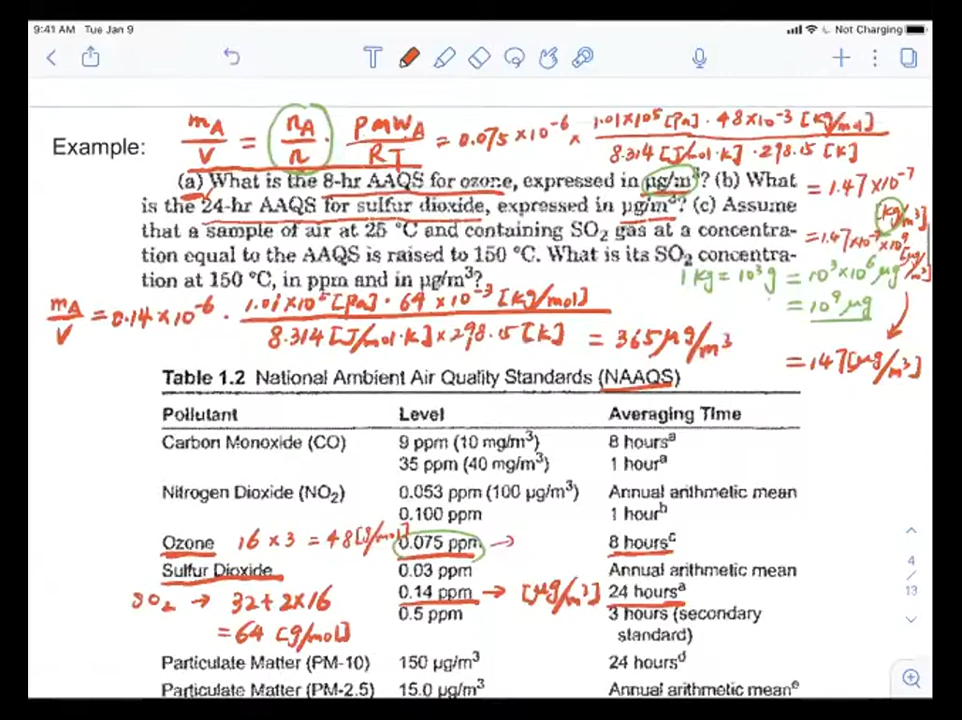 9:41 AM Tue Jan 9
Not Charging
Example:
m_A/V = n_A/n · PMW_A/RT = 0.075 × 10^-6 × 1.01×10^5 [Pa] · 48 × 10^-3 [kg/mol] / 8.314 [J/mol·K] · 298.15 [K]
(a) What is the 8-hr AAQS for ozone, expressed in µg/m³? (b) What
= 1.47 × 10^-7
is the 24-hr AAQS for sulfur dioxide, expressed in µg/m³? (c) Assume
[kg/m³]
that a sample of air at 25 °C and containing SO₂ gas at a concentra-
= 1.47×10^-7×10^9
tion equal to the AAQS is raised to 150 °C. What is its SO₂ concentra-
[µg/m³]
tion at 150 °C, in ppm and in µg/m³?
1 kg = 10³ g = 10³ × 10⁶ µg
= 10⁹ µg
m_A/V = 0.14 × 10^-6 · 1.01 × 10^5 [Pa] · 64 × 10^-3 [kg/mol] / 8.314 [J/mol·K] × 298.15 [K] = 365 µg/m³
= 147 [µg/m³]
Table 1.2 National Ambient Air Quality Standards (NAAQS)
Pollutant Level Averaging Time
Carbon Monoxide (CO) 9 ppm (10 mg/m³) 8 hoursᵃ
35 ppm (40 mg/m³) 1 hourᵃ
Nitrogen Dioxide (NO₂) 0.053 ppm (100 µg/m³) Annual arithmetic mean
0.100 ppm 1 hourᵇ
Ozone 16 × 3 = 48 [g/mol] 0.075 ppm → 8 hoursᶜ
Sulfur Dioxide 0.03 ppm Annual arithmetic mean
SO₂ → 32 + 2×16 0.14 ppm → [µg/m³] 24 hoursᵃ
0.5 ppm 3 hours (secondary
= 64 [g/mol] standard)
Particulate Matter (PM-10) 150 µg/m³ 24 hoursᵈ
Particulate Matter (PM-2.5) 15.0 µg/m³ Annual arithmetic meanᵉ
4
/
13